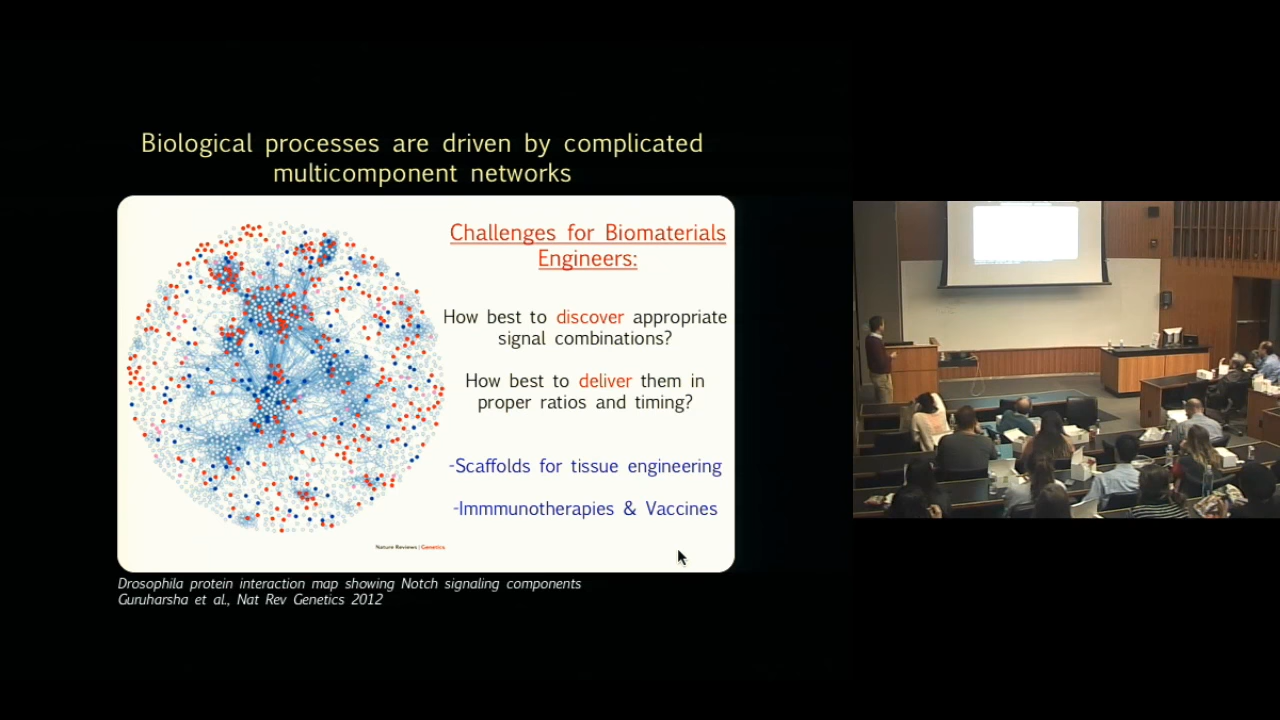 Biological processes are driven by complicated
multicomponent networks
Challenges for Biomaterials
Engineers:
How best to discover appropriate
signal combinations?
How best to deliver them in
proper ratios and timing?
-Scaffolds for tissue engineering
-Immmunotherapies & Vaccines
Nature Reviews | Genetics
Drosophila protein interaction map showing Notch signaling components
Guruharsha et al., Nat Rev Genetics 2012